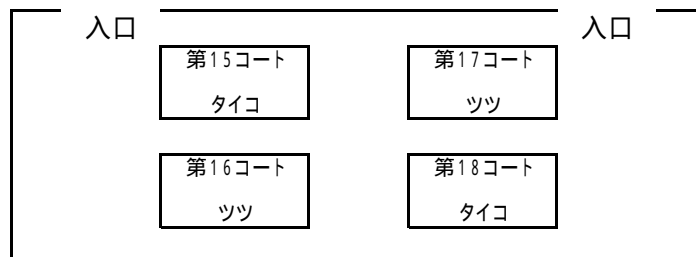 入口 入口
第15コート 第17コート
タイコ ツツ
第16コート 第18コート
ツツ タイコ